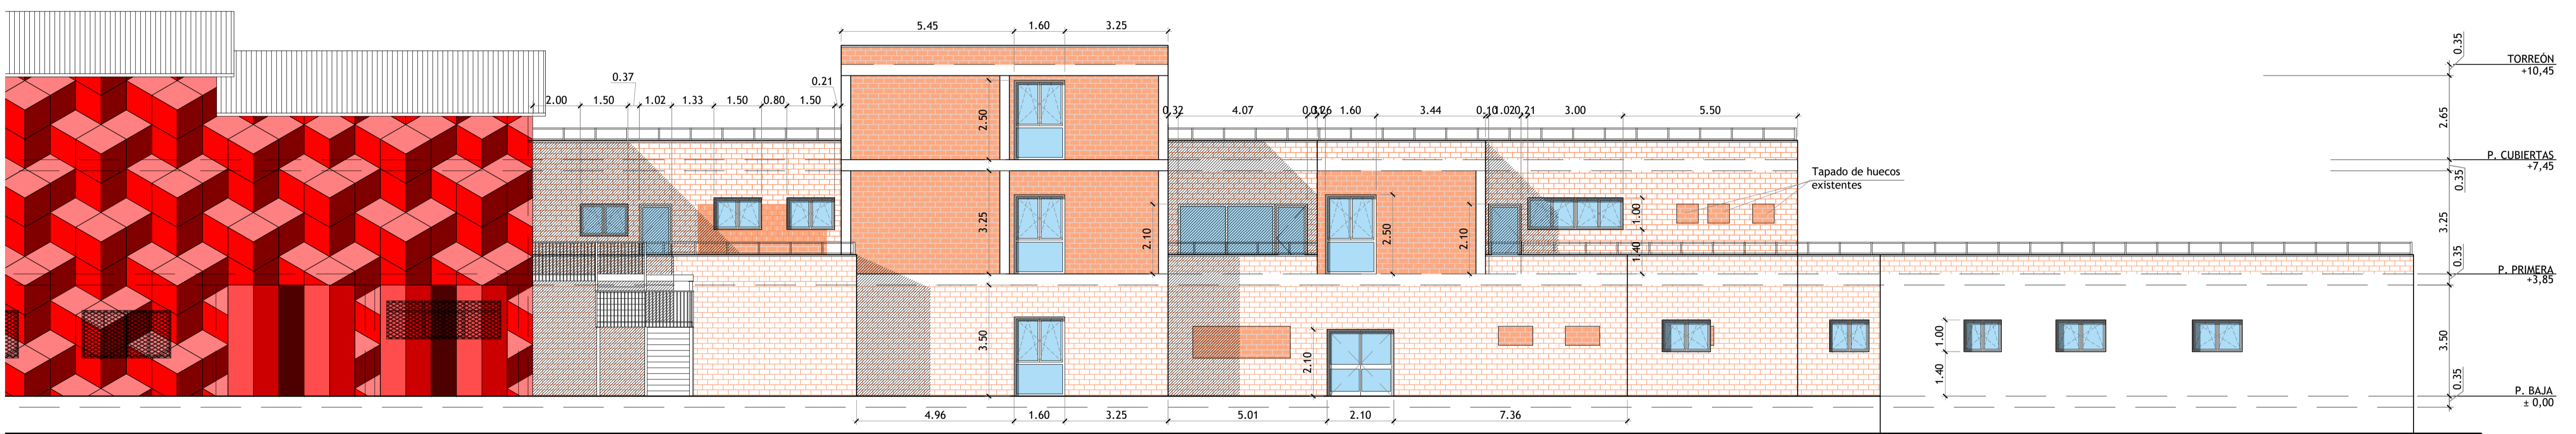 5.45 1.60 3.25
0.35
TORREÓN
+10,45
0.37
0.21
2.00 1.50 1.02 1.33 1.50 0.80 1.50
2.50
0.32 4.07 1.60 3.44 3.00 5.50
2.65
P. CUBIERTAS
+7,45
0.35
Tapado de huecos
existentes
3.25
2.10
2.50
2.10
1.00
1.40
3.25
0.35
P. PRIMERA
+3,85
3.50
2.10
1.00
1.40
3.50
0.35
P. BAJA
± 0,00
4.96 1.60 3.25 5.01 2.10 7.36